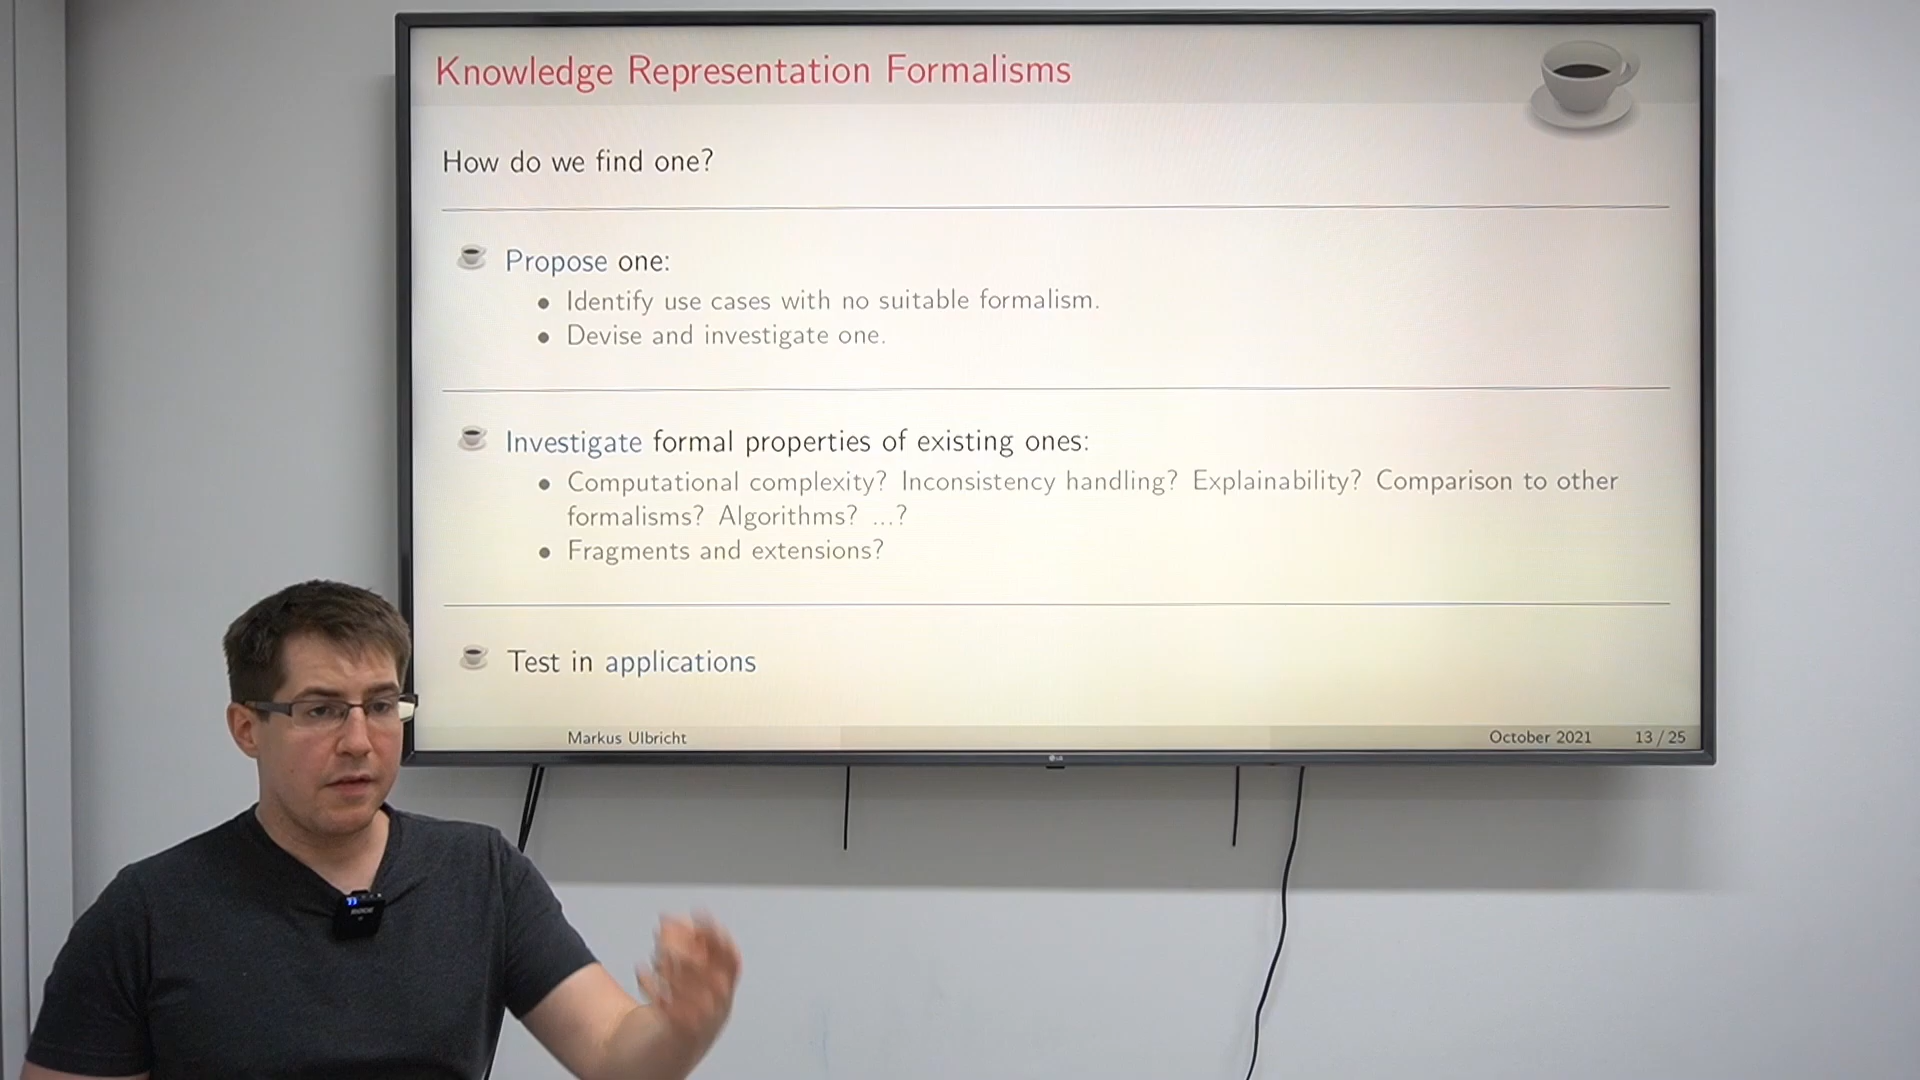 Knowledge Representation Formalisms
How do we find one?
Propose one:
• Identify use cases with no suitable formalism.
• Devise and investigate one.
Investigate formal properties of existing ones:
• Computational complexity? Inconsistency handling? Explainability? Comparison to other
formalisms? Algorithms? ...?
• Fragments and extensions?
Test in applications
Markus Ulbricht October 2021 13 / 25
LG
RODE